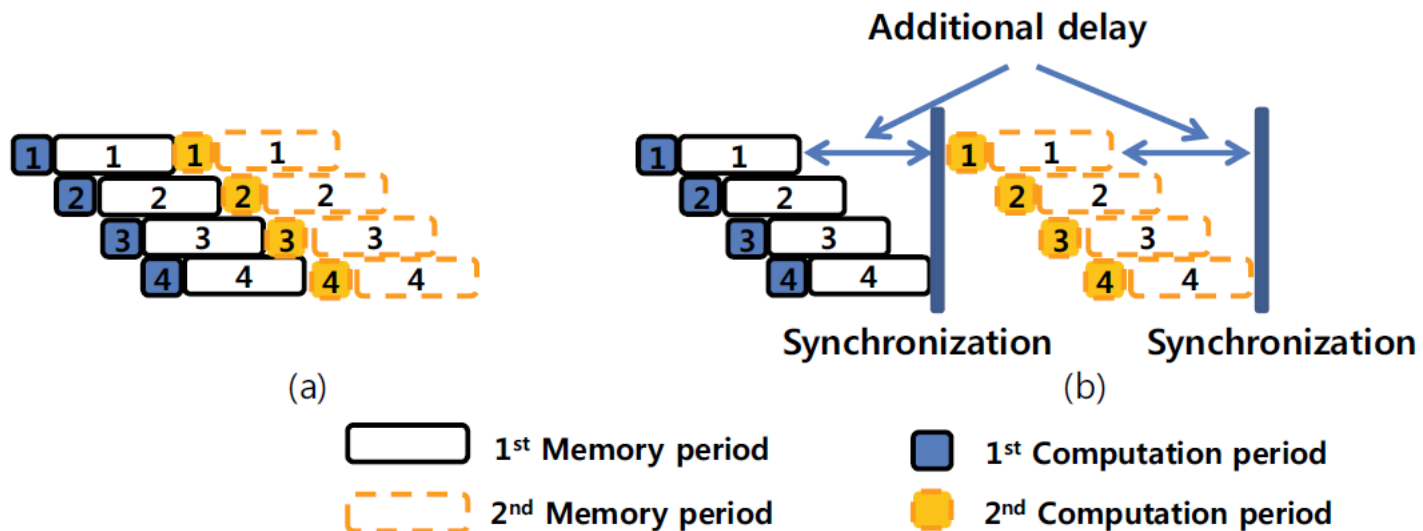 Additional delay
1 1 1 1
2 2 2 2
3 3 3 3
4 4 4 4
1 1 1 1
2 2 2 2
3 3 3 3
4 4 4 4
Synchronization Synchronization
(a) (b)
1st Memory period
1st Computation period
2nd Memory period
2nd Computation period